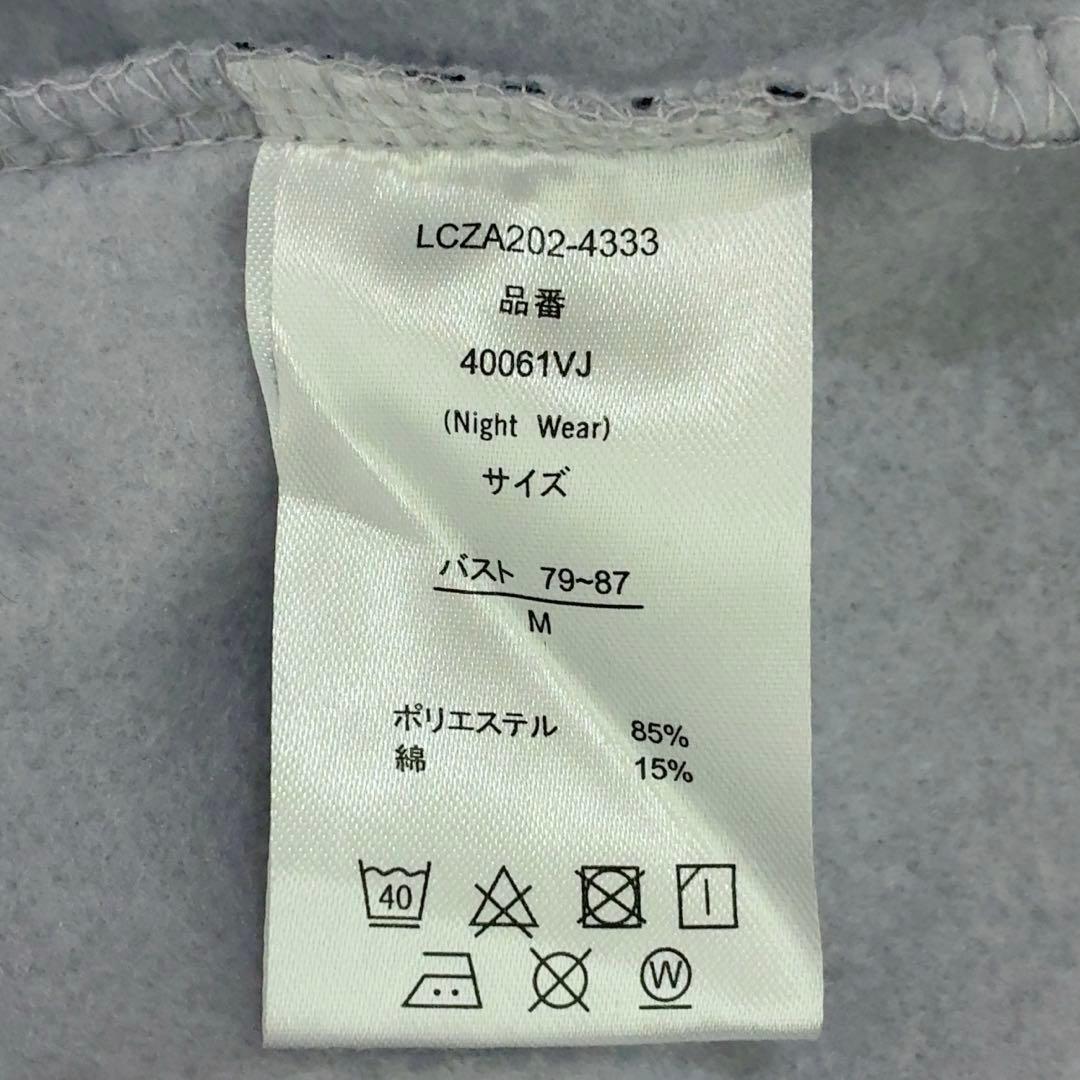 LCZA202-4333
品番
40061VJ
(Night Wear)
サイズ
バスト 79~87
M
ポリエステル 85%
綿 15%
40
W